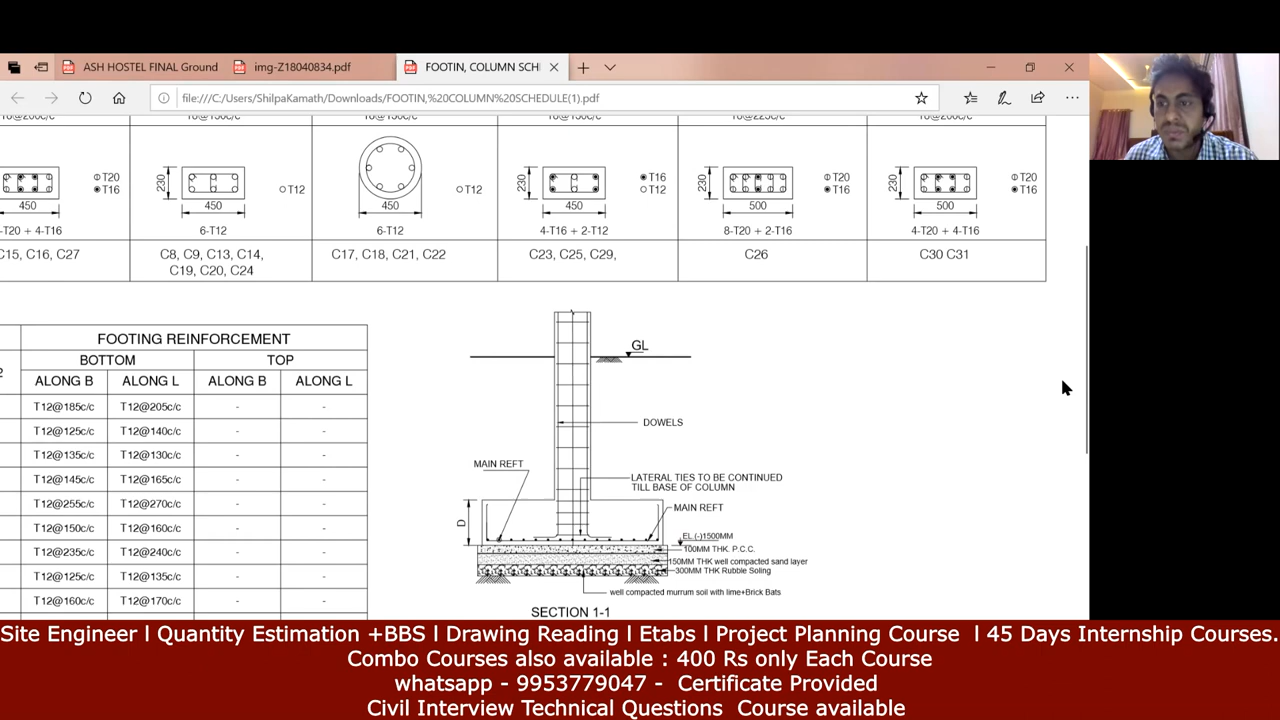 ASH HOSTEL FINAL Ground
img-Z18040834.pdf
FOOTIN, COLUMN SCH
file:///C:/Users/ShilpaKamath/Downloads/FOOTIN,%20COLUMN%20SCHEDULE(1).pdf
T20
T16
450
-T20 + 4-T16
C15, C16, C27
230
T12
450
6-T12
C8, C9, C13, C14,
C19, C20, C24
T12
450
6-T12
C17, C18, C21, C22
230
T16
T12
450
4-T16 + 2-T12
C23, C25, C29,
230
T20
T16
500
8-T20 + 2-T16
C26
230
T20
T16
500
4-T20 + 4-T16
C30 C31
FOOTING REINFORCEMENT
BOTTOM TOP
ALONG B ALONG L ALONG B ALONG L
T12@185c/c T12@205c/c - -
T12@125c/c T12@140c/c - -
T12@135c/c T12@130c/c - -
T12@145c/c T12@165c/c - -
T12@255c/c T12@270c/c - -
T12@150c/c T12@160c/c - -
T12@235c/c T12@240c/c - -
T12@125c/c T12@135c/c - -
T12@160c/c T12@170c/c - -
GL
DOWELS
MAIN REFT
LATERAL TIES TO BE CONTINUED
TILL BASE OF COLUMN
MAIN REFT
D
EL (-)1500MM
100MM THK. P.C.C.
150MM THK well compacted sand layer
300MM THK Rubble Soling
well compacted murrum soil with lime+Brick Bats
SECTION 1-1
Site Engineer l Quantity Estimation +BBS l Drawing Reading l Etabs l Project Planning Course l 45 Days Internship Courses.
Combo Courses also available : 400 Rs only Each Course
whatsapp - 9953779047 - Certificate Provided
Civil Interview Technical Questions Course available